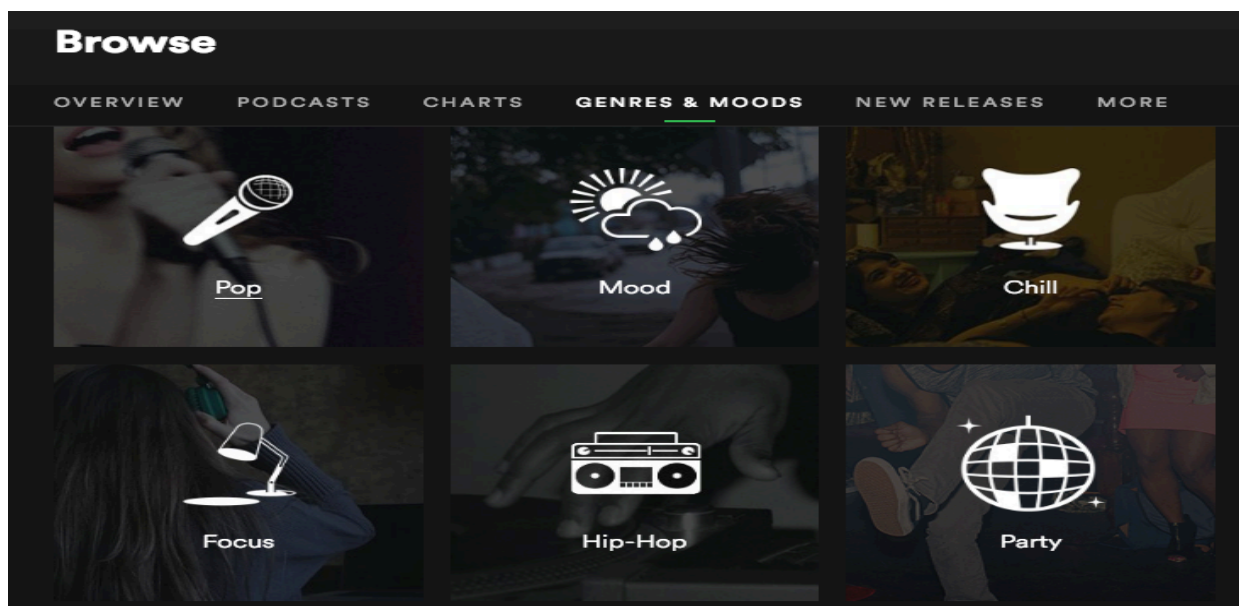 Browse
OVERVIEW PODCASTS CHARTS GENRES & MOODS NEW RELEASES MORE
Pop Mood Chill
Focus Hip-Hop Party